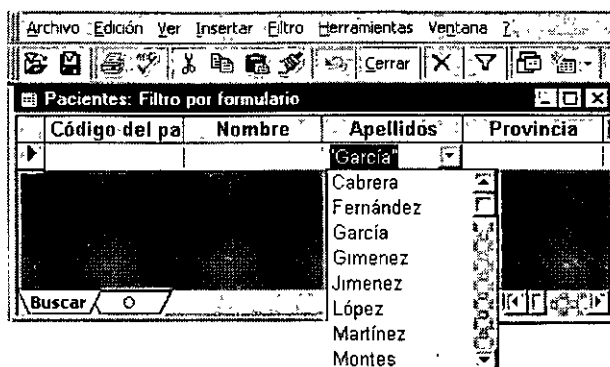 Archivo Edición Ver Insertar Filtro Herramientas Ventana ?
Cerrar
Pacientes: Filtro por formulario
Código del pa Nombre Apellidos Provincia
"García"
Cabrera
Fernández
García
Gimenez
Jimenez
López
Martínez
Montes
Buscar O